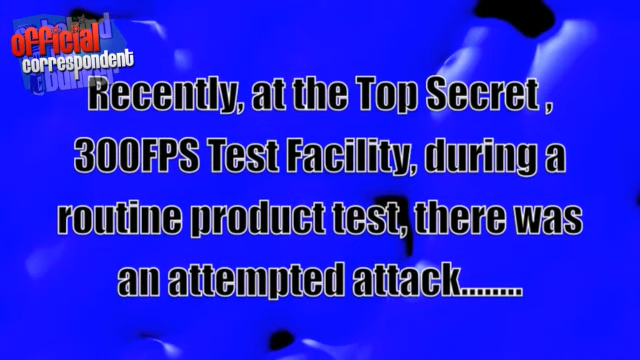 official
correspondent
Recently, at the Top Secret ,
300FPS Test Facility, during a
routine product test, there was
an attempted attack........